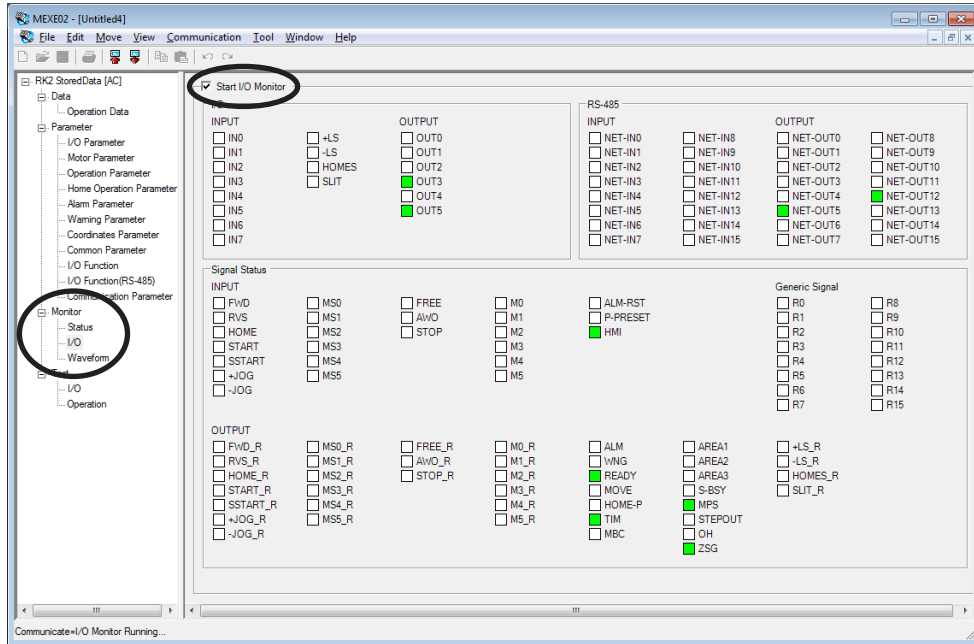 MEXE02 - [Untitled4]
File Edit Move View Communication Tool Window Help
RK2 StoredData [AC]
Data
Operation Data
Parameter
I/O Parameter
Motor Parameter
Operation Parameter
Home Operation Parameter
Alarm Parameter
Warning Parameter
Coordinates Parameter
Common Parameter
I/O Function
I/O Function(RS-485)
Communication Parameter
Monitor
Status
I/O
Waveform
Test
I/O
Operation
Start I/O Monitor
I/O
INPUT OUTPUT
IN0 +LS OUT0
IN1 -LS OUT1
IN2 HOMES OUT2
IN3 SLIT OUT3
IN4 OUT4
IN5 OUT5
IN6
IN7
RS-485
INPUT OUTPUT
NET-IN0 NET-IN8 NET-OUT0 NET-OUT8
NET-IN1 NET-IN9 NET-OUT1 NET-OUT9
NET-IN2 NET-IN10 NET-OUT2 NET-OUT10
NET-IN3 NET-IN11 NET-OUT3 NET-OUT11
NET-IN4 NET-IN12 NET-OUT4 NET-OUT12
NET-IN5 NET-IN13 NET-OUT5 NET-OUT13
NET-IN6 NET-IN14 NET-OUT6 NET-OUT14
NET-IN7 NET-IN15 NET-OUT7 NET-OUT15
Signal Status
INPUT Generic Signal
FWD MS0 FREE M0 ALM-RST R0 R8
RVS MS1 AWO M1 P-PRESET R1 R9
HOME MS2 STOP M2 HMI R2 R10
START MS3 M3 R3 R11
SSTART MS4 M4 R4 R12
+JOG MS5 M5 R5 R13
-JOG R6 R14
R7 R15
OUTPUT
FWD_R MS0_R FREE_R M0_R ALM AREA1 +LS_R
RVS_R MS1_R AWO_R M1_R WNG AREA2 -LS_R
HOME_R MS2_R STOP_R M2_R READY AREA3 HOMES_R
START_R MS3_R M3_R MOVE S-BSY SLIT_R
SSTART_R MS4_R M4_R HOME-P MPS
+JOG_R MS5_R M5_R TIM STEPOUT
-JOG_R MBC OH
ZSG
Communicate=I/O Monitor Running...